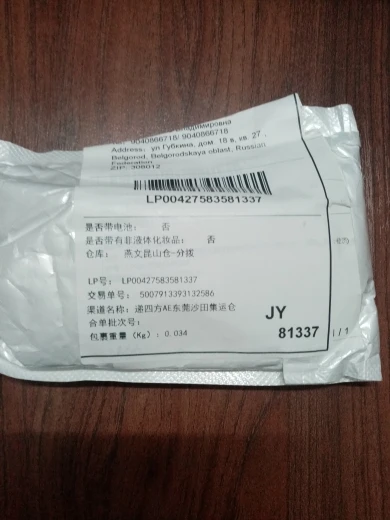 9040866718/ 9040866718
Address: ул Губкина, дом. 18 в, кв. 27 ,
Belgorod, Belgorodskaya oblast, Russian
Federation
ZIP: 308012
LP00427583581337
是否带电池: 否
是否带有非液体化妆品: 否
仓库: 燕文昆山仓-分拨
LP号: LP00427583581337
交易单号: 5007913393132586
渠道名称: 递四方AE东莞沙田集运仓
合单批次号:
包裹重量 (Kg): 0.034
JY
81337
1 / 1